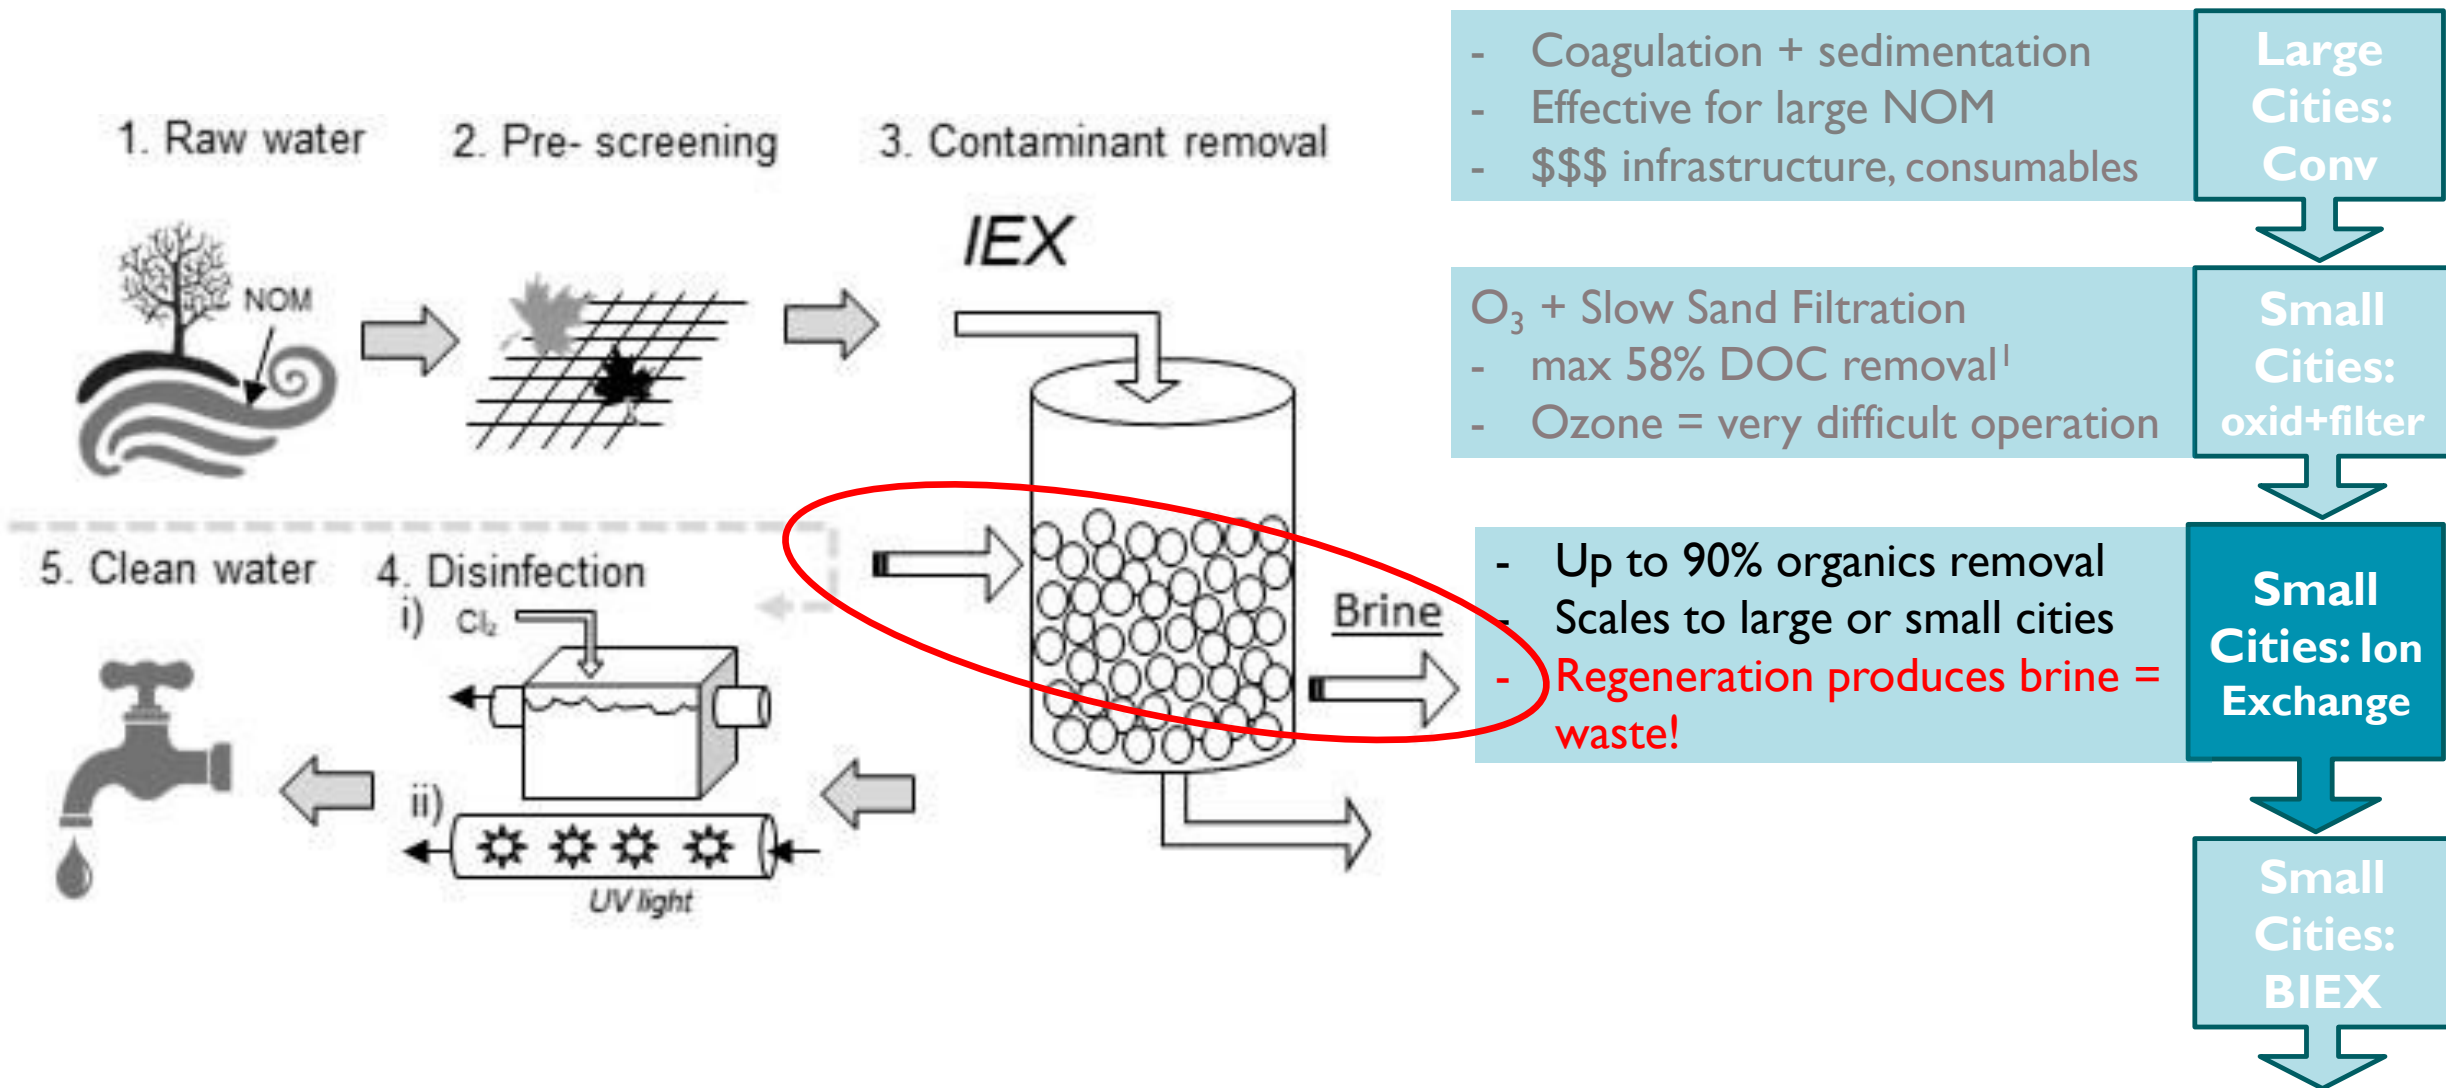 1. Raw water
2. Pre- screening
3. Contaminant removal
NOM
IEX
Brine
5. Clean water
4. Disinfection
i) Cl₂
ii)
UV light
- Coagulation + sedimentation
- Effective for large NOM
- $$$ infrastructure, consumables
Large
Cities:
Conv
O₃ + Slow Sand Filtration
- max 58% DOC removal¹
- Ozone = very difficult operation
Small
Cities:
oxid+filter
- Up to 90% organics removal
- Scales to large or small cities
- Regeneration produces brine =
waste!
Small
Cities: Ion
Exchange
Small
Cities:
BIEX